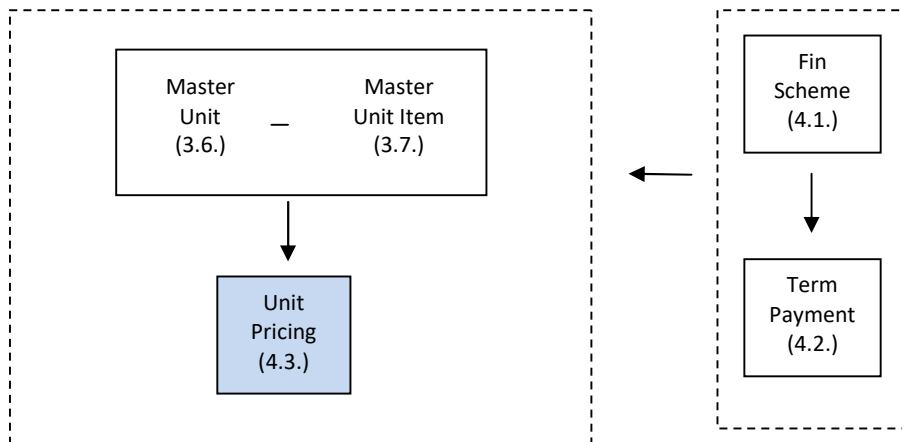 Master
Unit
(3.6.)
–
Master
Unit Item
(3.7.)
Unit
Pricing
(4.3.)
Fin
Scheme
(4.1.)
Term
Payment
(4.2.)